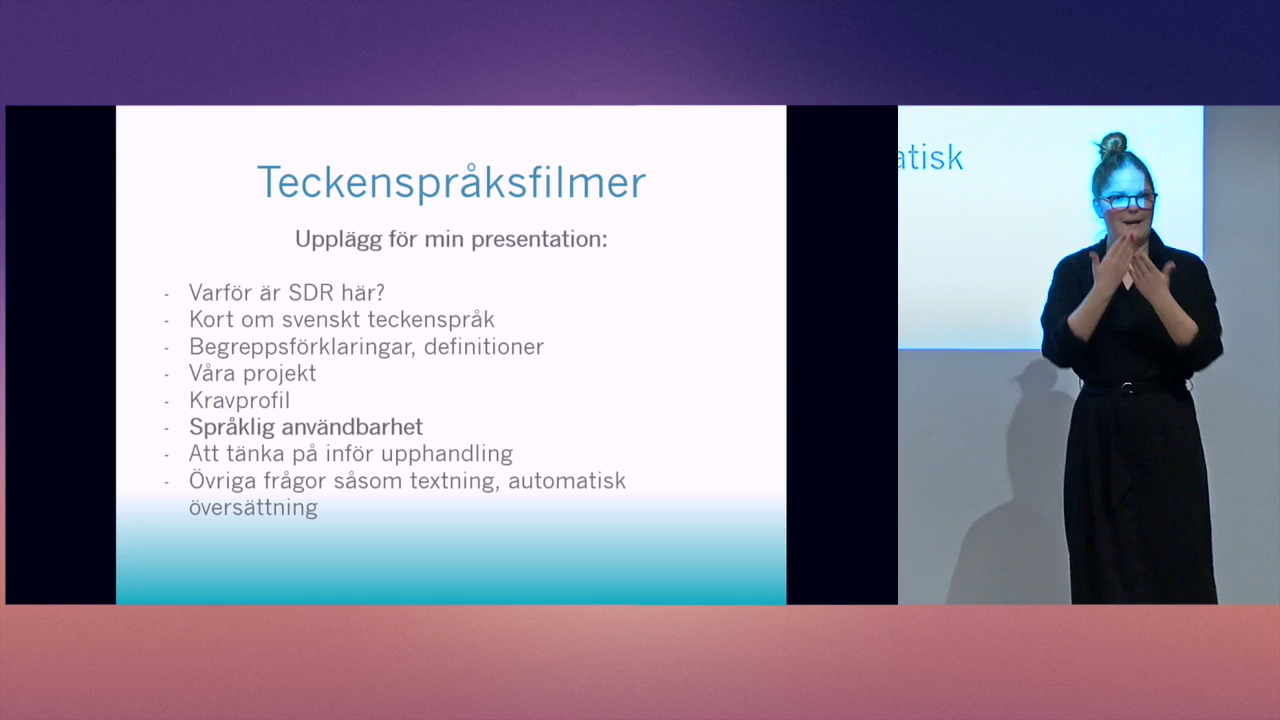 Teckenspråksfilmer
Upplägg för min presentation:
- Varför är SDR här?
- Kort om svenskt teckenspråk
- Begreppsförklaringar, definitioner
- Våra projekt
- Kravprofil
- Språklig användbarhet
- Att tänka på inför upphandling
- Övriga frågor såsom textning, automatisk
översättning
atisk